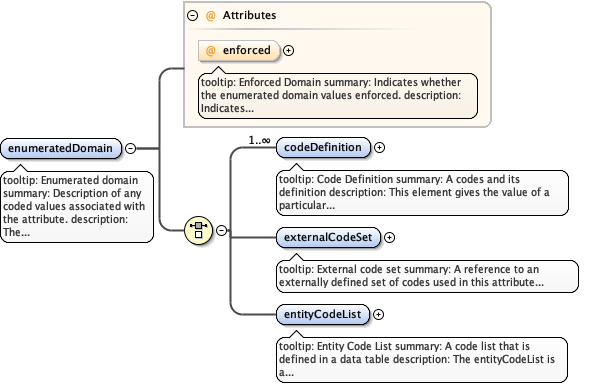 @ Attributes
@ enforced
tooltip: Enforced Domain summary: Indicates whether
the enumerated domain values enforced. description:
Indicates...
enumeratedDomain
tooltip: Enumerated domain
summary: Description of any
coded values associated with
the attribute. description:
The...
1..∞
codeDefinition
tooltip: Code Definition summary: A codes and its
definition description: This element gives the value of a
particular...
externalCodeSet
tooltip: External code set summary: A reference to an
externally defined set of codes used in this attribute...
entityCodeList
tooltip: Entity Code List summary: A code list that is
defined in a data table description: The entityCodeList is
a...